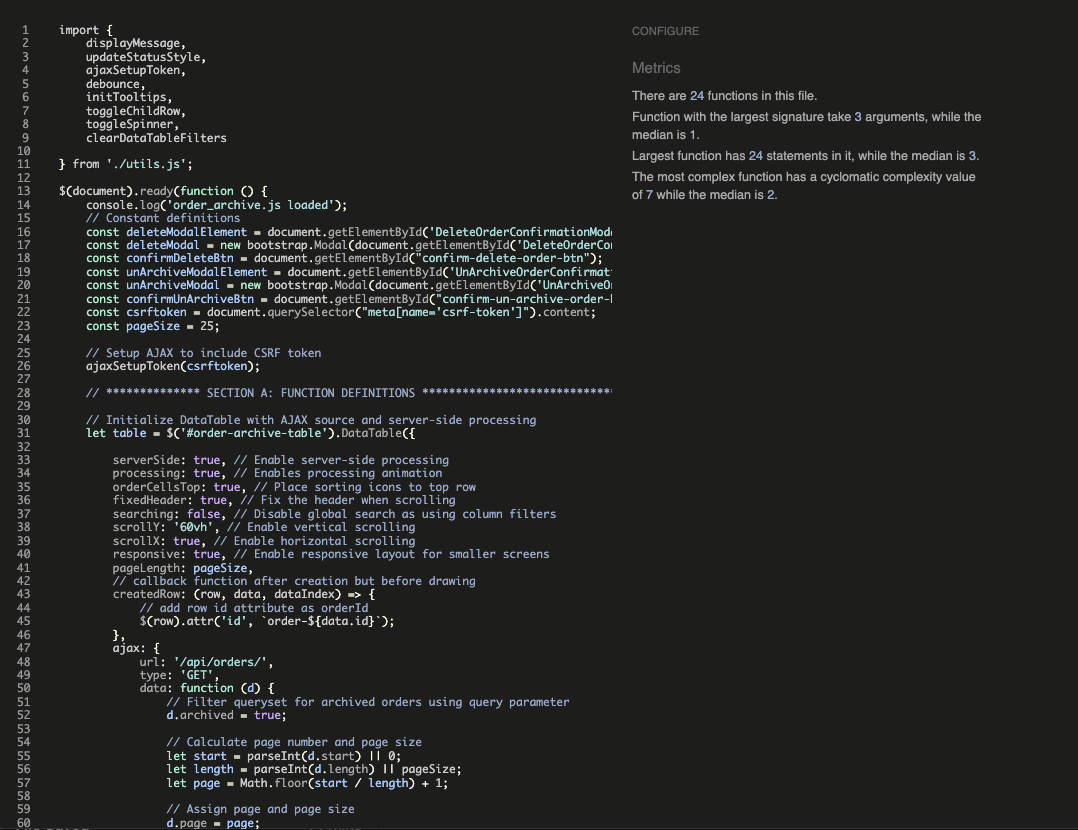 1 import {
2 displayMessage,
3 updateStatusStyle,
4 ajaxSetupToken,
5 debounce,
6 initTooltips,
7 toggleChildRow,
8 toggleSpinner,
9 clearDataTableFilters
10
11 } from './utils.js';
12
13 $(document).ready(function () {
14 console.log('order_archive.js loaded');
15 // Constant definitions
16 const deleteModalElement = document.getElementById('DeleteOrderConfirmationMod
17 const deleteModal = new bootstrap.Modal(document.getElementById('DeleteOrderCo
18 const confirmDeleteBtn = document.getElementById("confirm-delete-order-btn");
19 const unArchiveModalElement = document.getElementById('UnArchiveOrderConfirmat
20 const unArchiveModal = new bootstrap.Modal(document.getElementById('UnArchiveO
21 const confirmUnArchiveBtn = document.getElementById("confirm-un-archive-order-
22 const csrftoken = document.querySelector("meta[name='csrf-token']").content;
23 const pageSize = 25;
24
25 // Setup AJAX to include CSRF token
26 ajaxSetupToken(csrftoken);
27
28 // ************** SECTION A: FUNCTION DEFINITIONS ****************************
29
30 // Initialize DataTable with AJAX source and server-side processing
31 let table = $('#order-archive-table').DataTable({
32
33 serverSide: true, // Enable server-side processing
34 processing: true, // Enables processing animation
35 orderCellsTop: true, // Place sorting icons to top row
36 fixedHeader: true, // Fix the header when scrolling
37 searching: false, // Disable global search as using column filters
38 scrollY: '60vh', // Enable vertical scrolling
39 scrollX: true, // Enable horizontal scrolling
40 responsive: true, // Enable responsive layout for smaller screens
41 pageLength: pageSize,
42 // callback function after creation but before drawing
43 createdRow: (row, data, dataIndex) => {
44 // add row id attribute as orderId
45 $(row).attr('id', `order-${data.id}`);
46 },
47 ajax: {
48 url: '/api/orders/',
49 type: 'GET',
50 data: function (d) {
51 // Filter queryset for archived orders using query parameter
52 d.archived = true;
53
54 // Calculate page number and page size
55 let start = parseInt(d.start) || 0;
56 let length = parseInt(d.length) || pageSize;
57 let page = Math.floor(start / length) + 1;
58
59 // Assign page and page size
60 d.page = page;
CONFIGURE
Metrics
There are 24 functions in this file.
Function with the largest signature take 3 arguments, while the
median is 1.
Largest function has 24 statements in it, while the median is 3.
The most complex function has a cyclomatic complexity value
of 7 while the median is 2.